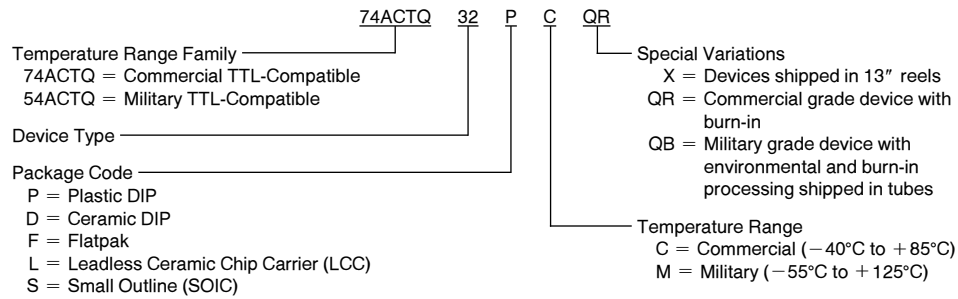 74ACTQ 32 P C QR
Temperature Range Family
74ACTQ = Commercial TTL-Compatible
54ACTQ = Military TTL-Compatible
Device Type
Package Code
P = Plastic DIP
D = Ceramic DIP
F = Flatpak
L = Leadless Ceramic Chip Carrier (LCC)
S = Small Outline (SOIC)
Special Variations
X = Devices shipped in 13″ reels
QR = Commercial grade device with
burn-in
QB = Military grade device with
environmental and burn-in
processing shipped in tubes
Temperature Range
C = Commercial (−40°C to +85°C)
M = Military (−55°C to +125°C)